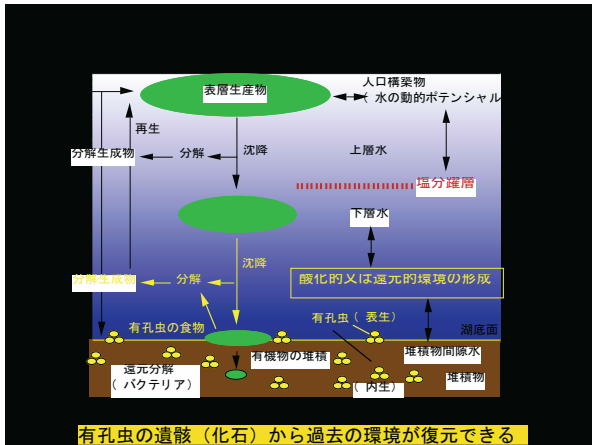 表層生産物
人口構築物
（ 水の動的ポテンシャル
再生
分解生成物
分解
沈降
上層水
塩分躍層
下層水
沈降
分解生成物
分解
酸化的又は還元的環境の形成
有孔虫（ 表生）
有孔虫の食物
湖底面
有機物の堆積
堆積物間隙水
還元分解
（ バクテリア）
（内生）
堆積物
有孔虫の遺骸（化石）から過去の環境が復元できる